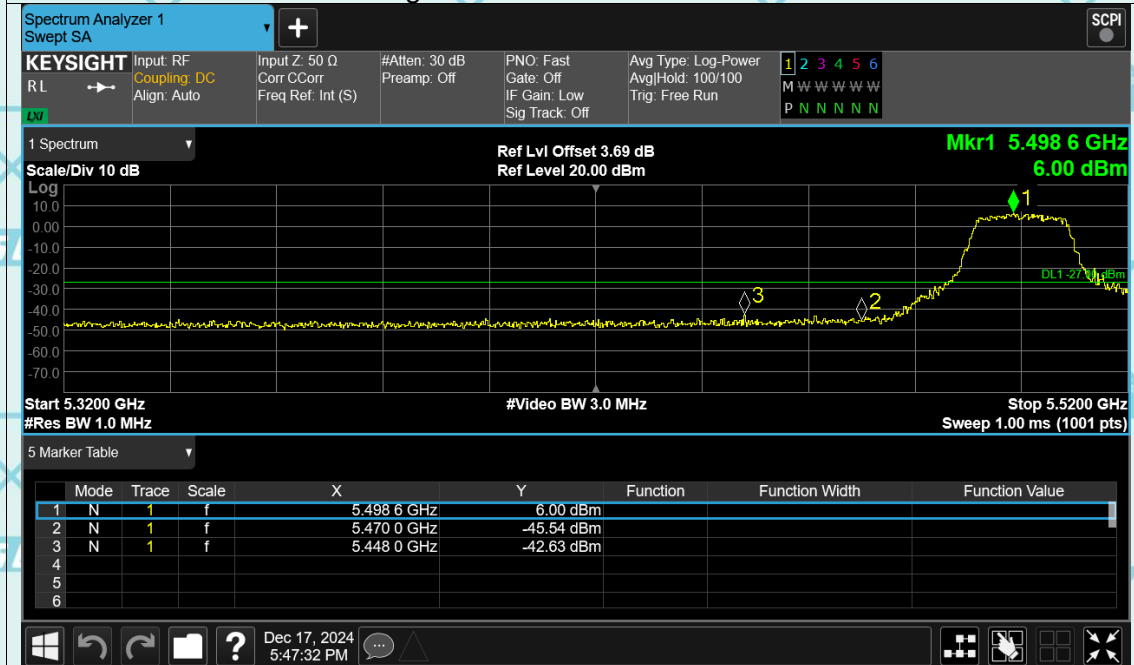 Spectrum Analyzer 1
Swept SA
+
SCPI
KEYSIGHT Input: RF Input Z: 50 Ω #Atten: 30 dB PNO: Fast Avg Type: Log-Power 1 2 3 4 5 6
RL Coupling: DC Corr CCorr Preamp: Off Gate: Off Avg|Hold: 100/100 M W W W W W
Align: Auto Freq Ref: Int (S) IF Gain: Low Trig: Free Run
LXI Sig Track: Off P N N N N N
1 Spectrum Ref Lvl Offset 3.69 dB Mkr1 5.498 6 GHz
Scale/Div 10 dB Ref Level 20.00 dBm 6.00 dBm
Log
1
10.0
0.00
-10.0
-20.0
-30.0
3
2
-40.0
-50.0
-60.0
-70.0
Start 5.3200 GHz #Video BW 3.0 MHz Stop 5.5200 GHz
#Res BW 1.0 MHz Sweep 1.00 ms (1001 pts)
5 Marker Table
Mode Trace Scale X Y Function Function Width Function Value
1 N 1 f 5.498 6 GHz 6.00 dBm
2 N 1 f 5.470 0 GHz -45.54 dBm
3 N 1 f 5.448 0 GHz -42.63 dBm
4
5
6
? Dec 17, 2024
5:47:32 PM